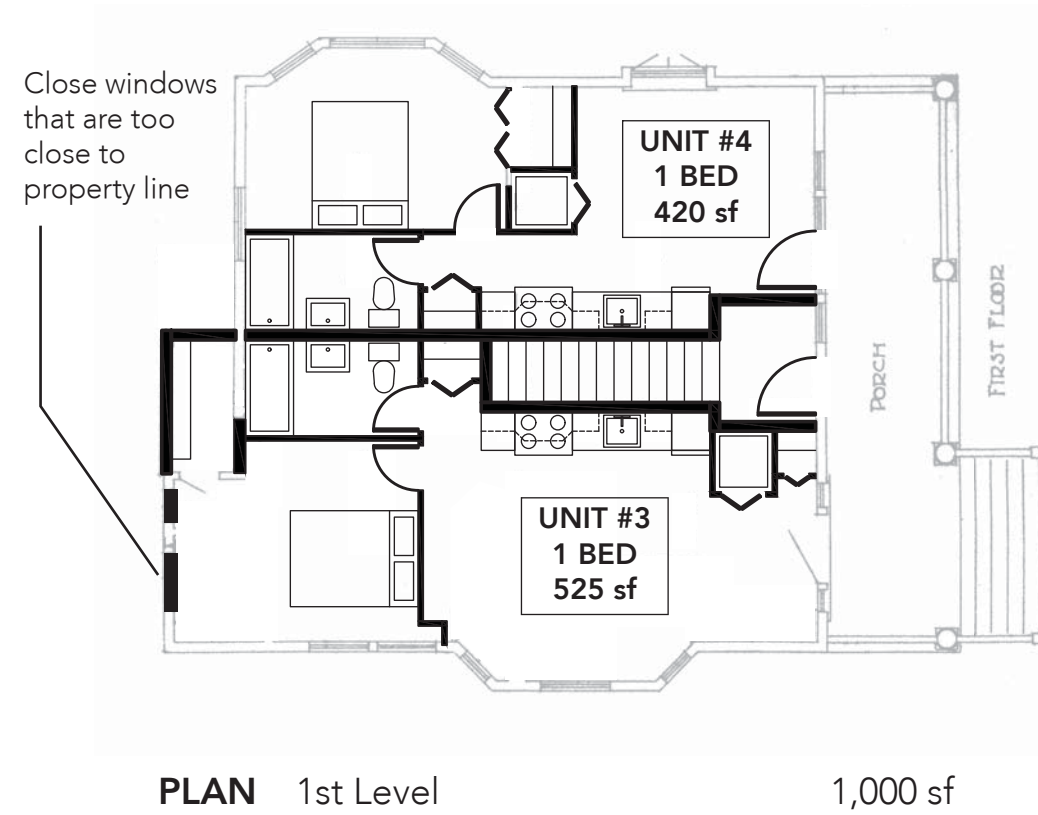 Close windows
that are too
close to
property line
UNIT #4
1 BED
420 sf
PORCH
FIRST FLOOR
UNIT #3
1 BED
525 sf
PLAN 1st Level 1,000 sf